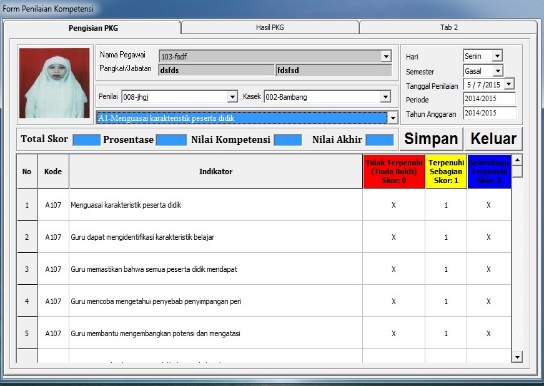 Form Penilaian Kompetensi
Pengisian PKG
Hasil PKG
Tab 2
Nama Pegawai 103-fsdf
Pangkat/Jabatan dsfds fdsfsd
Penilai 008-jhgj Kasek 002-Bambang
A1-Menguasai karakteristik peserta didik
Hari Senin
Semester Gasal
Tanggal Penilaian 5 / 7 /2015
Periode 2014/2015
Tahun Anggaran 2014/2015
Total Skor Prosentase Nilai Kompetensi Nilai Akhir Simpan Keluar
No Kode Indikator Tidak Terpenuhi (Tiada Bukti) Skor: 0 Terpenuhi Sebagian Skor: 1 Terpenuhi
1 A107 Menguasai karakteristik peserta didik X 1 X
2 A107 Guru dapat mengidentifikasi karakteristik belajar X 1 X
3 A107 Guru memastikan bahwa semua peserta didik mendapat X 1 X
4 A107 Guru mencoba mengetahui penyebab penyimpangan peri X 1 X
5 A107 Guru membantu mengembangkan potensi dan mengatasi X 1 X